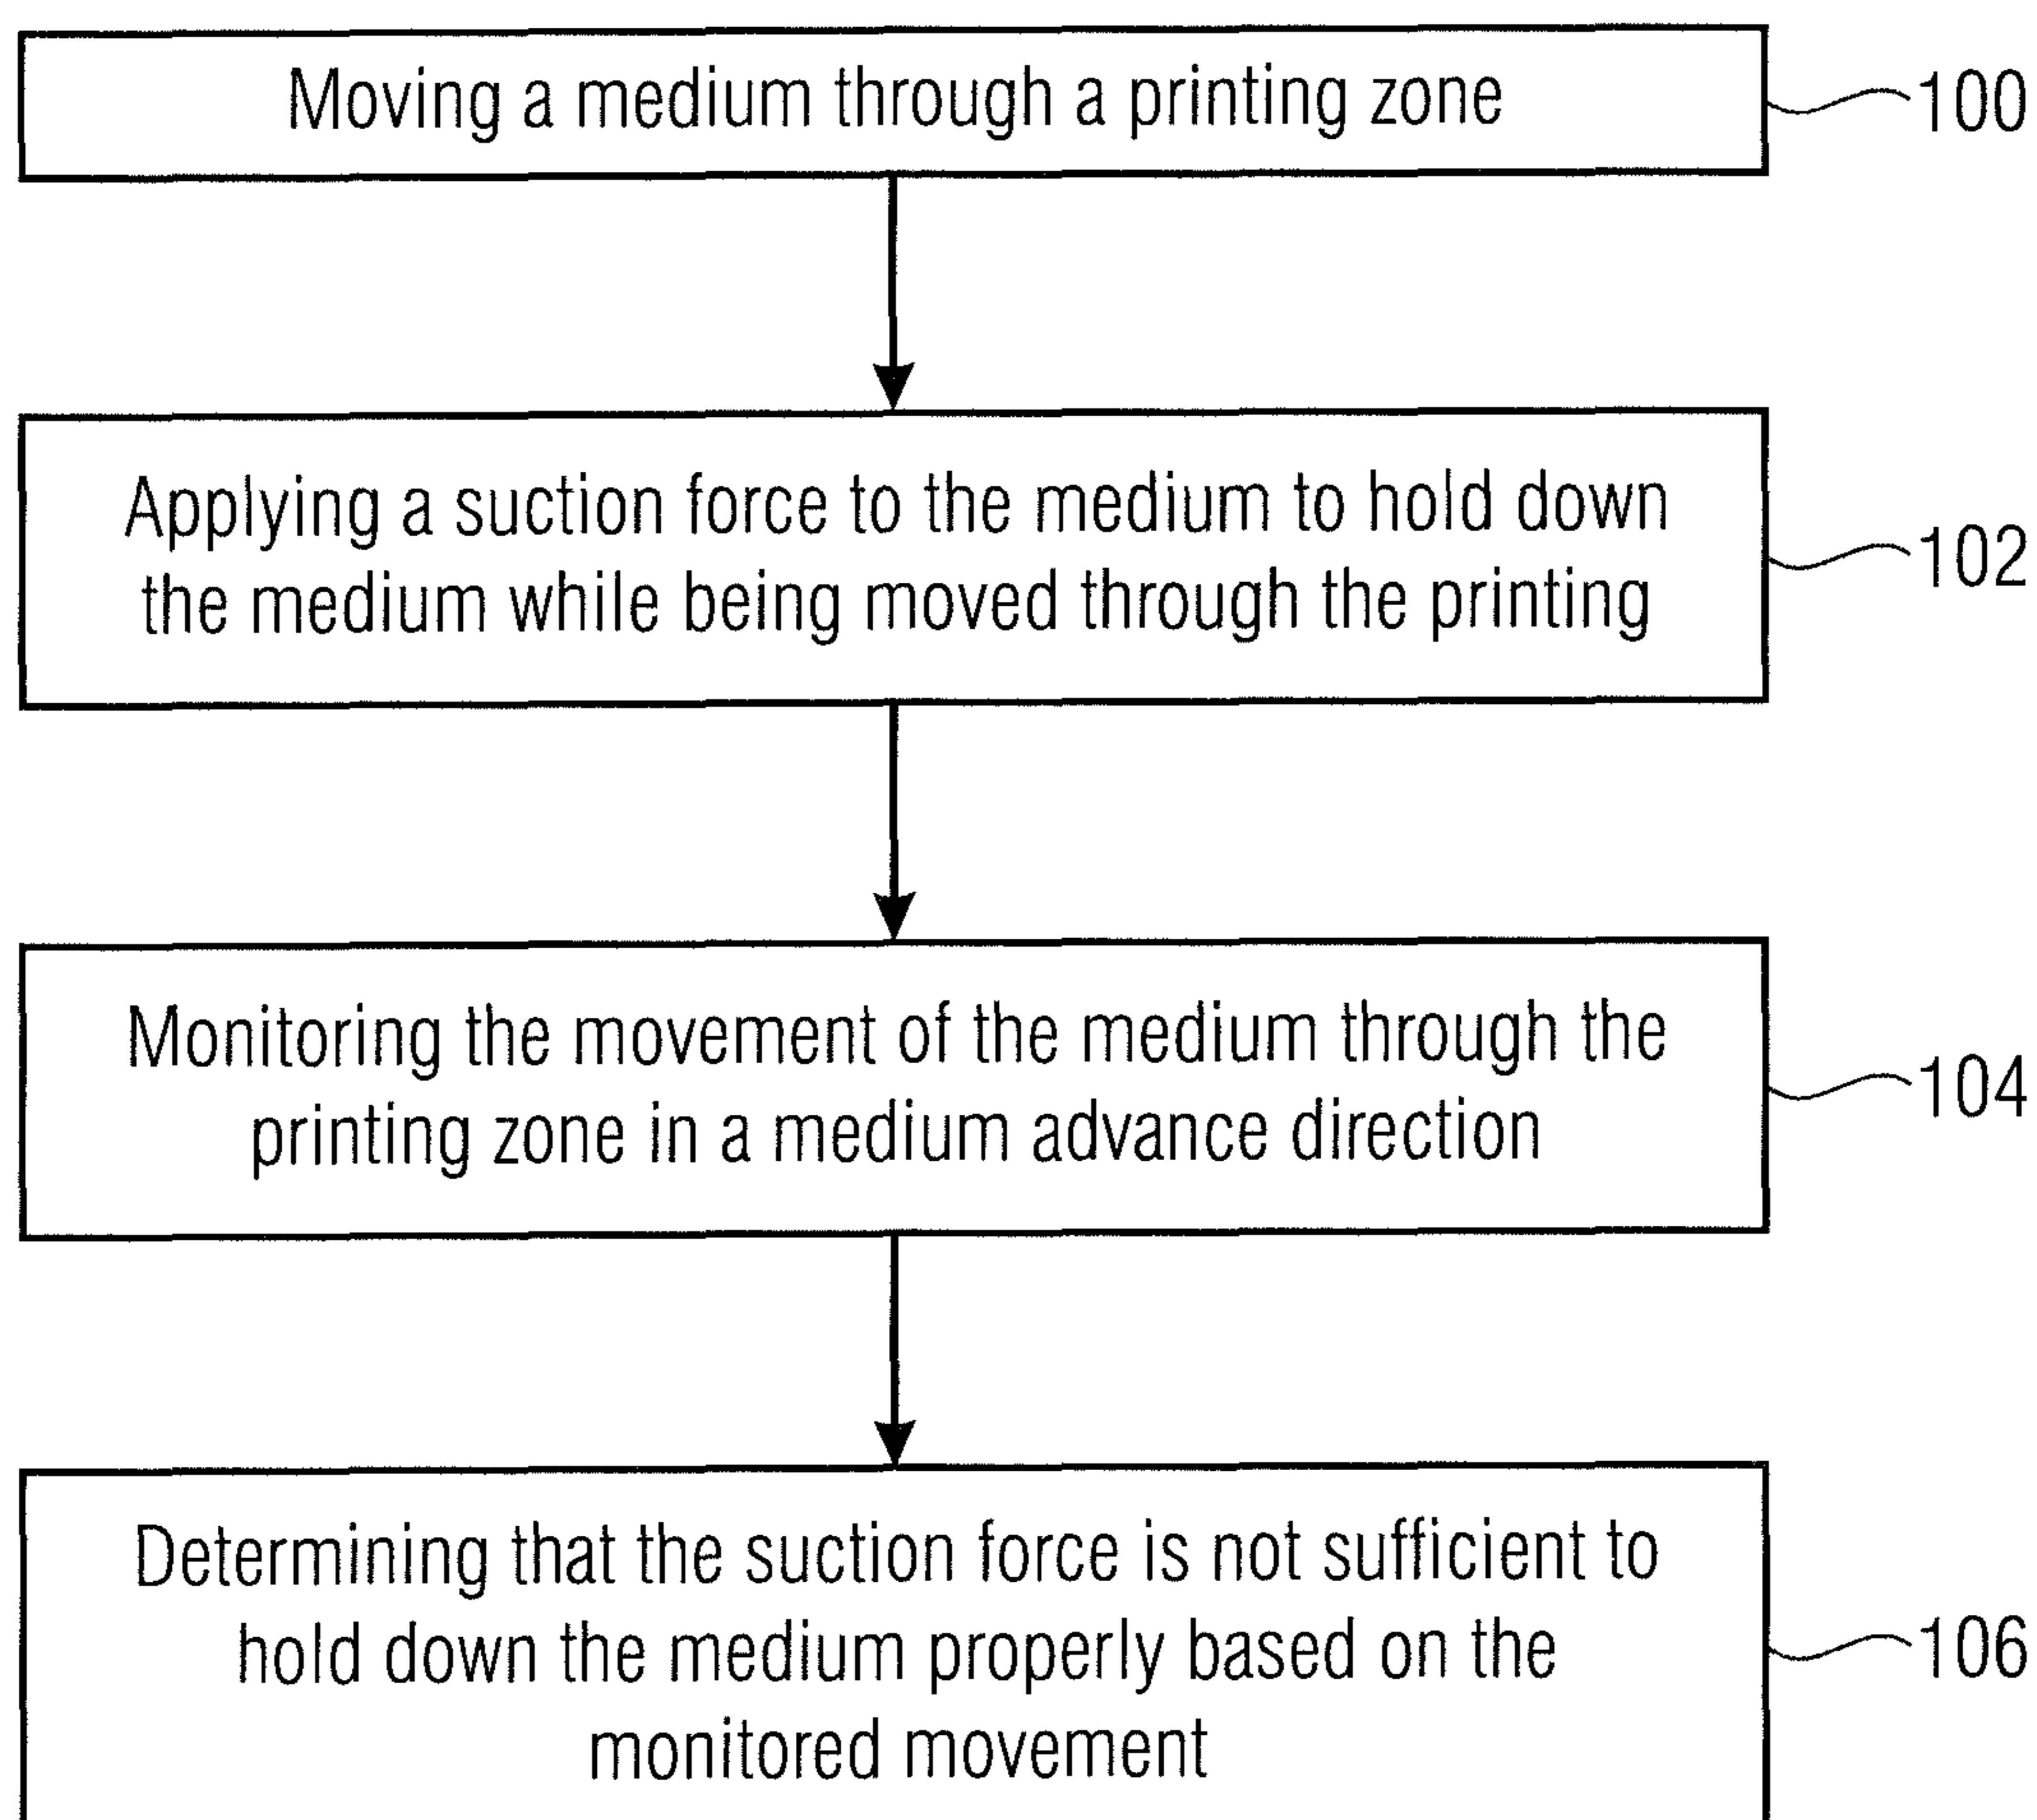 Moving a medium through a printing zone
100
Applying a suction force to the medium to hold down
the medium while being moved through the printing
102
Monitoring the movement of the medium through the
printing zone in a medium advance direction
104
Determining that the suction force is not sufficient to
hold down the medium properly based on the
monitored movement
106